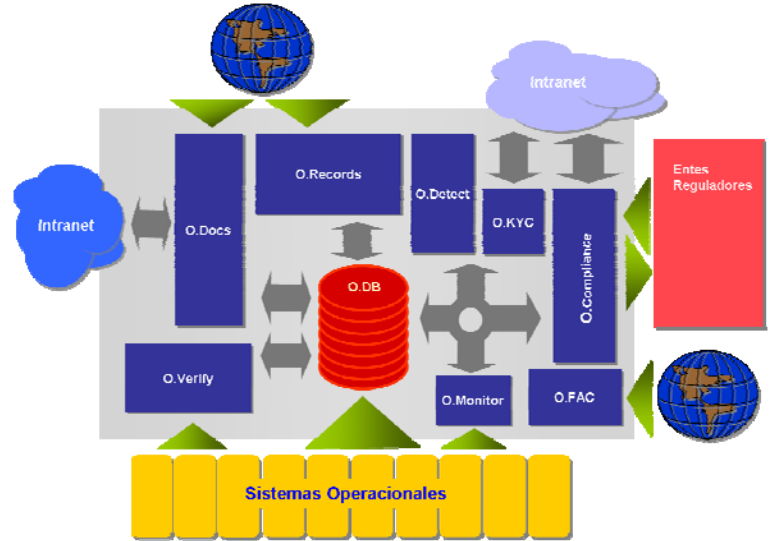 Intranet
Entes
Reguladores
O.Records
O.Detect
O.KYC
Intranet
O.Docs
O.Compliance
O.DB
O.Verify
O.Monitor
O.FAC
Sistemas Operacionales